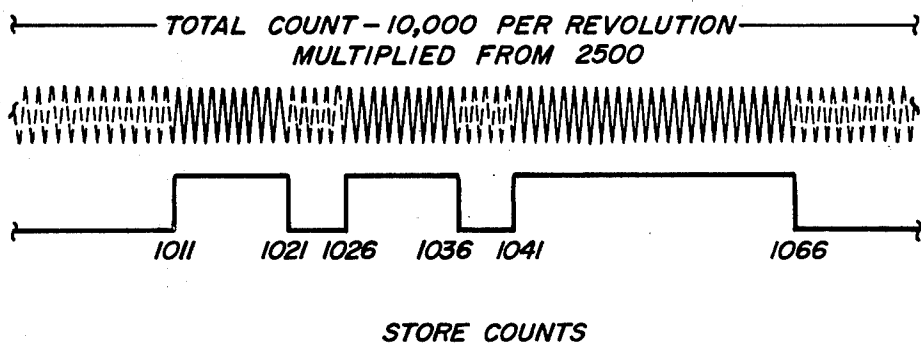 TOTAL COUNT - 10,000 PER REVOLUTION
MULTIPLIED FROM 2500
1011 1021 1026 1036 1041 1066
STORE COUNTS